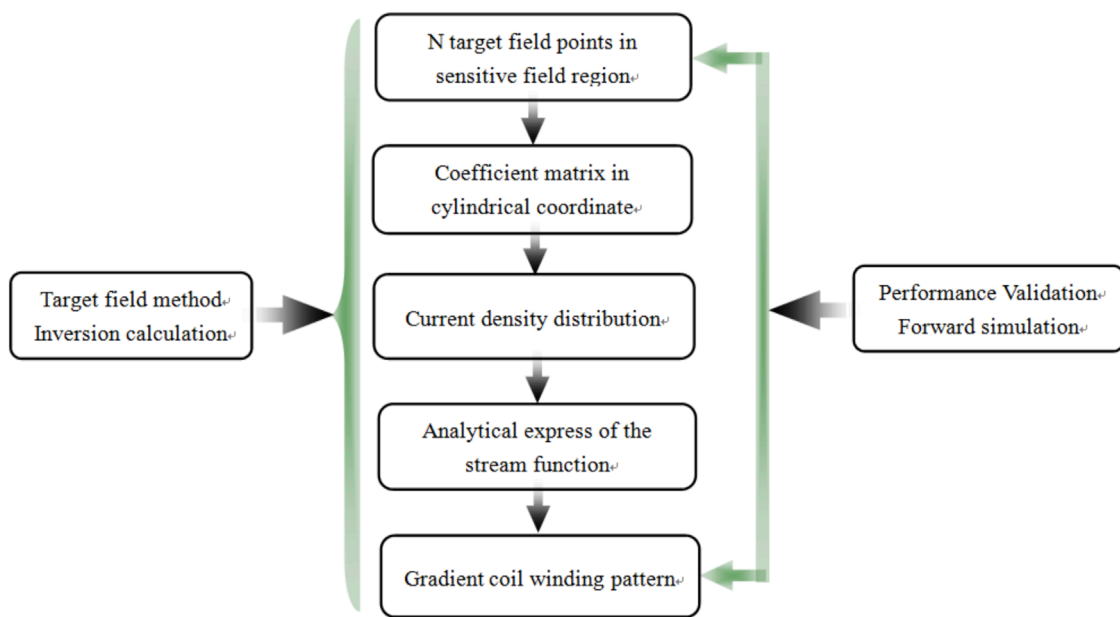 N target field points in
sensitive field region↵
Coefficient matrix in
cylindrical coordinate↵
Target field method↵
Inversion calculation↵
Current density distribution↵
Performance Validation↵
Forward simulation↵
Analytical express of the
stream function↵
Gradient coil winding pattern↵